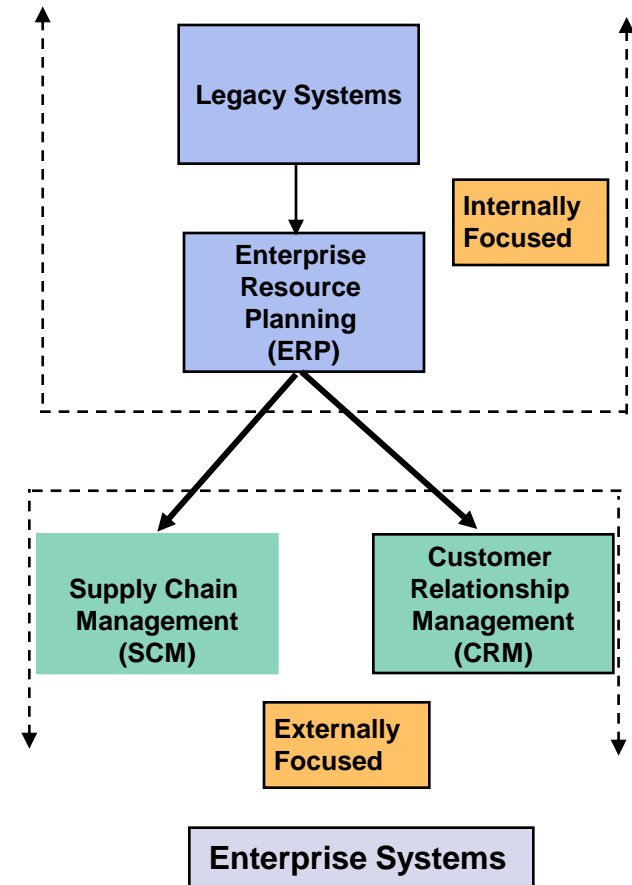 Legacy Systems
Internally
Focused
Enterprise
Resource
Planning
(ERP)
Supply Chain
Management
(SCM)
Customer
Relationship
Management
(CRM)
Externally
Focused
Enterprise Systems